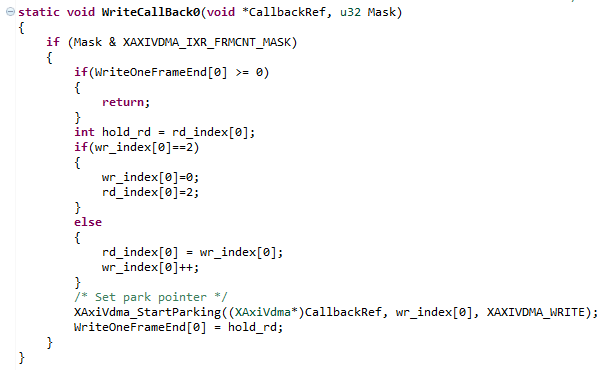 static void WriteCallBack0(void *CallbackRef, u32 Mask)
{
    if (Mask & XAXIVDMA_IXR_FRMCNT_MASK)
    {
        if(WriteOneFrameEnd[0] >= 0)
        {
            return;
        }
        int hold_rd = rd_index[0];
        if(wr_index[0]==2)
        {
            wr_index[0]=0;
            rd_index[0]=2;
        }
        else
        {
            rd_index[0] = wr_index[0];
            wr_index[0]++;
        }
        /* Set park pointer */
        XAxiVdma_StartParking((XAxiVdma*)CallbackRef, wr_index[0], XAXIVDMA_WRITE);
        WriteOneFrameEnd[0] = hold_rd;
    }
}